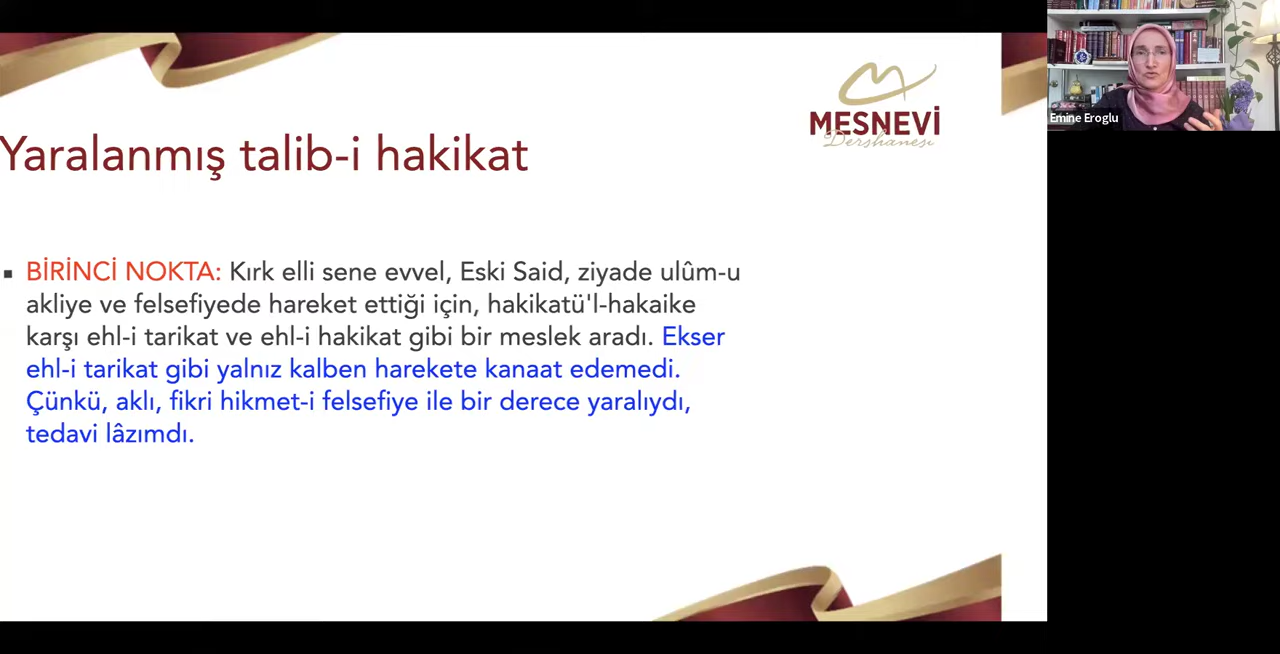 Emine Eroglu
MESNEVİ
Dershanesi
Yaralanmış talib-i hakikat
▪ BİRİNCİ NOKTA: Kırk elli sene evvel, Eski Said, ziyade ulûm-u
akliye ve felsefiyede hareket ettiği için, hakikatü'l-hakaike
karşı ehl-i tarikat ve ehl-i hakikat gibi bir meslek aradı. Ekser
ehl-i tarikat gibi yalnız kalben harekete kanaat edemedi.
Çünkü, aklı, fikri hikmet-i felsefiye ile bir derece yaralıydı,
tedavi lâzımdı.